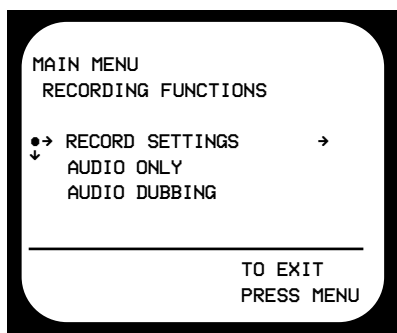 MAIN MENU
RECORDING FUNCTIONS
RECORD SETTINGS
AUDIO ONLY
AUDIO DUBBING
TO EXIT
PRESS MENU